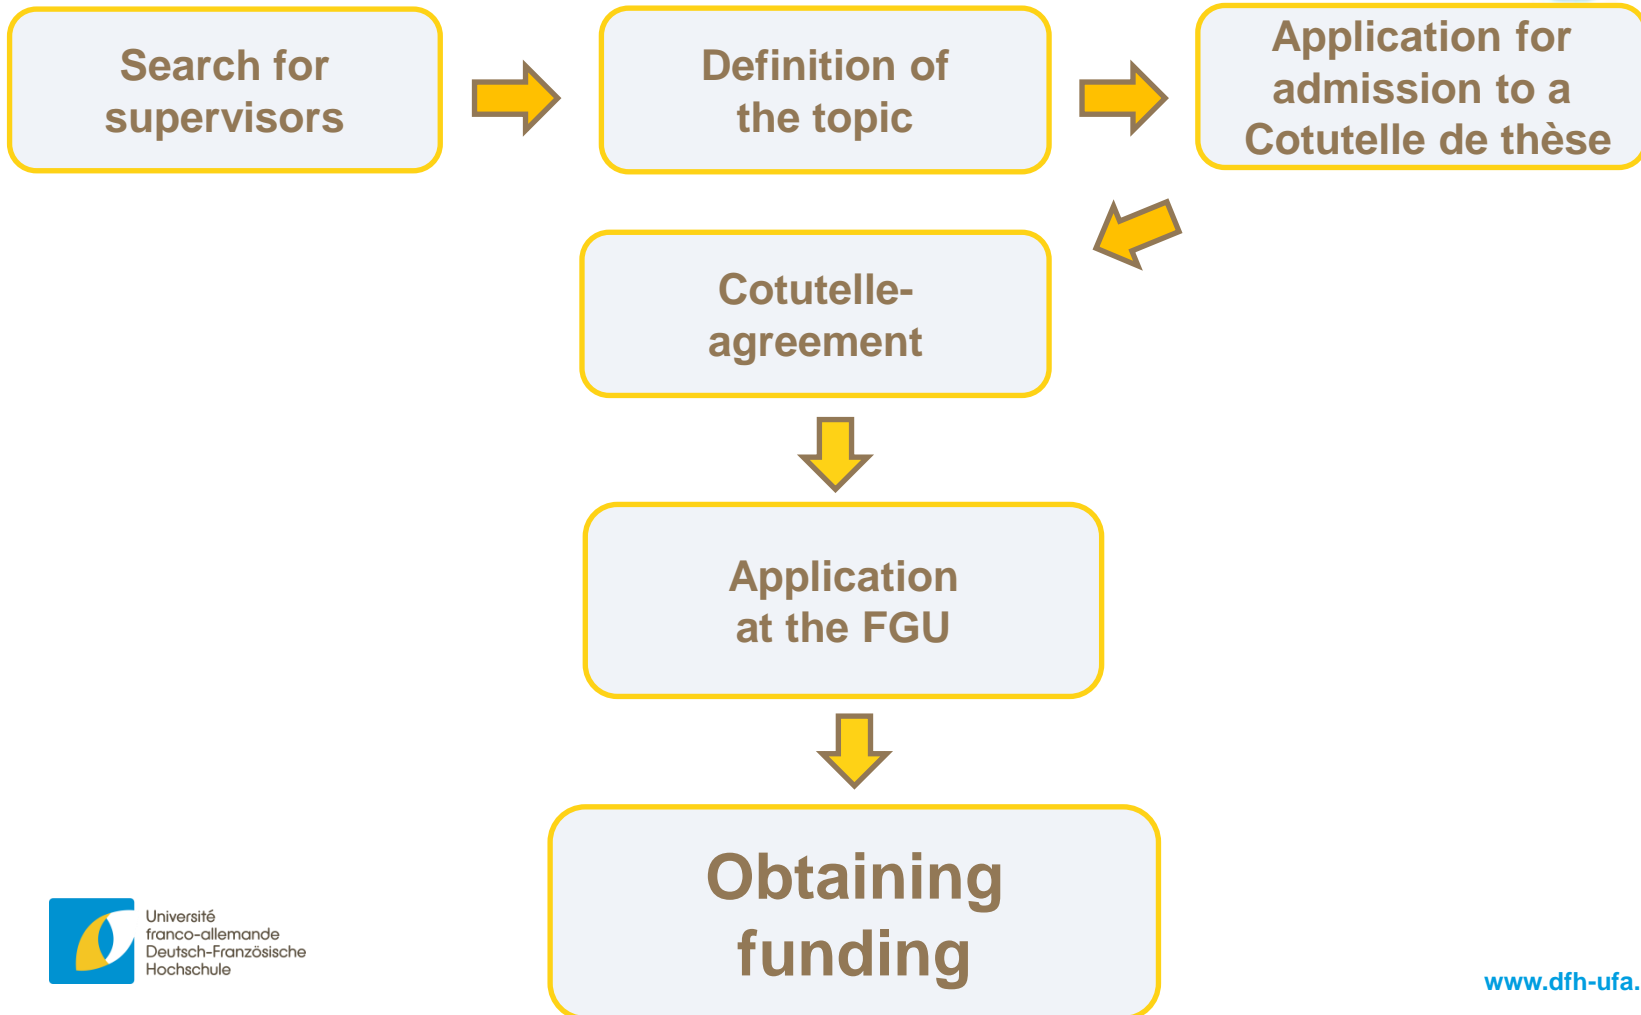 Search for
supervisors
Definition of
the topic
Application for
admission to a
Cotutelle de thèse
Cotutelle-
agreement
Application
at the FGU
Obtaining
funding
Université
franco-allemande
Deutsch-Französische
Hochschule
www.dfh-ufa.